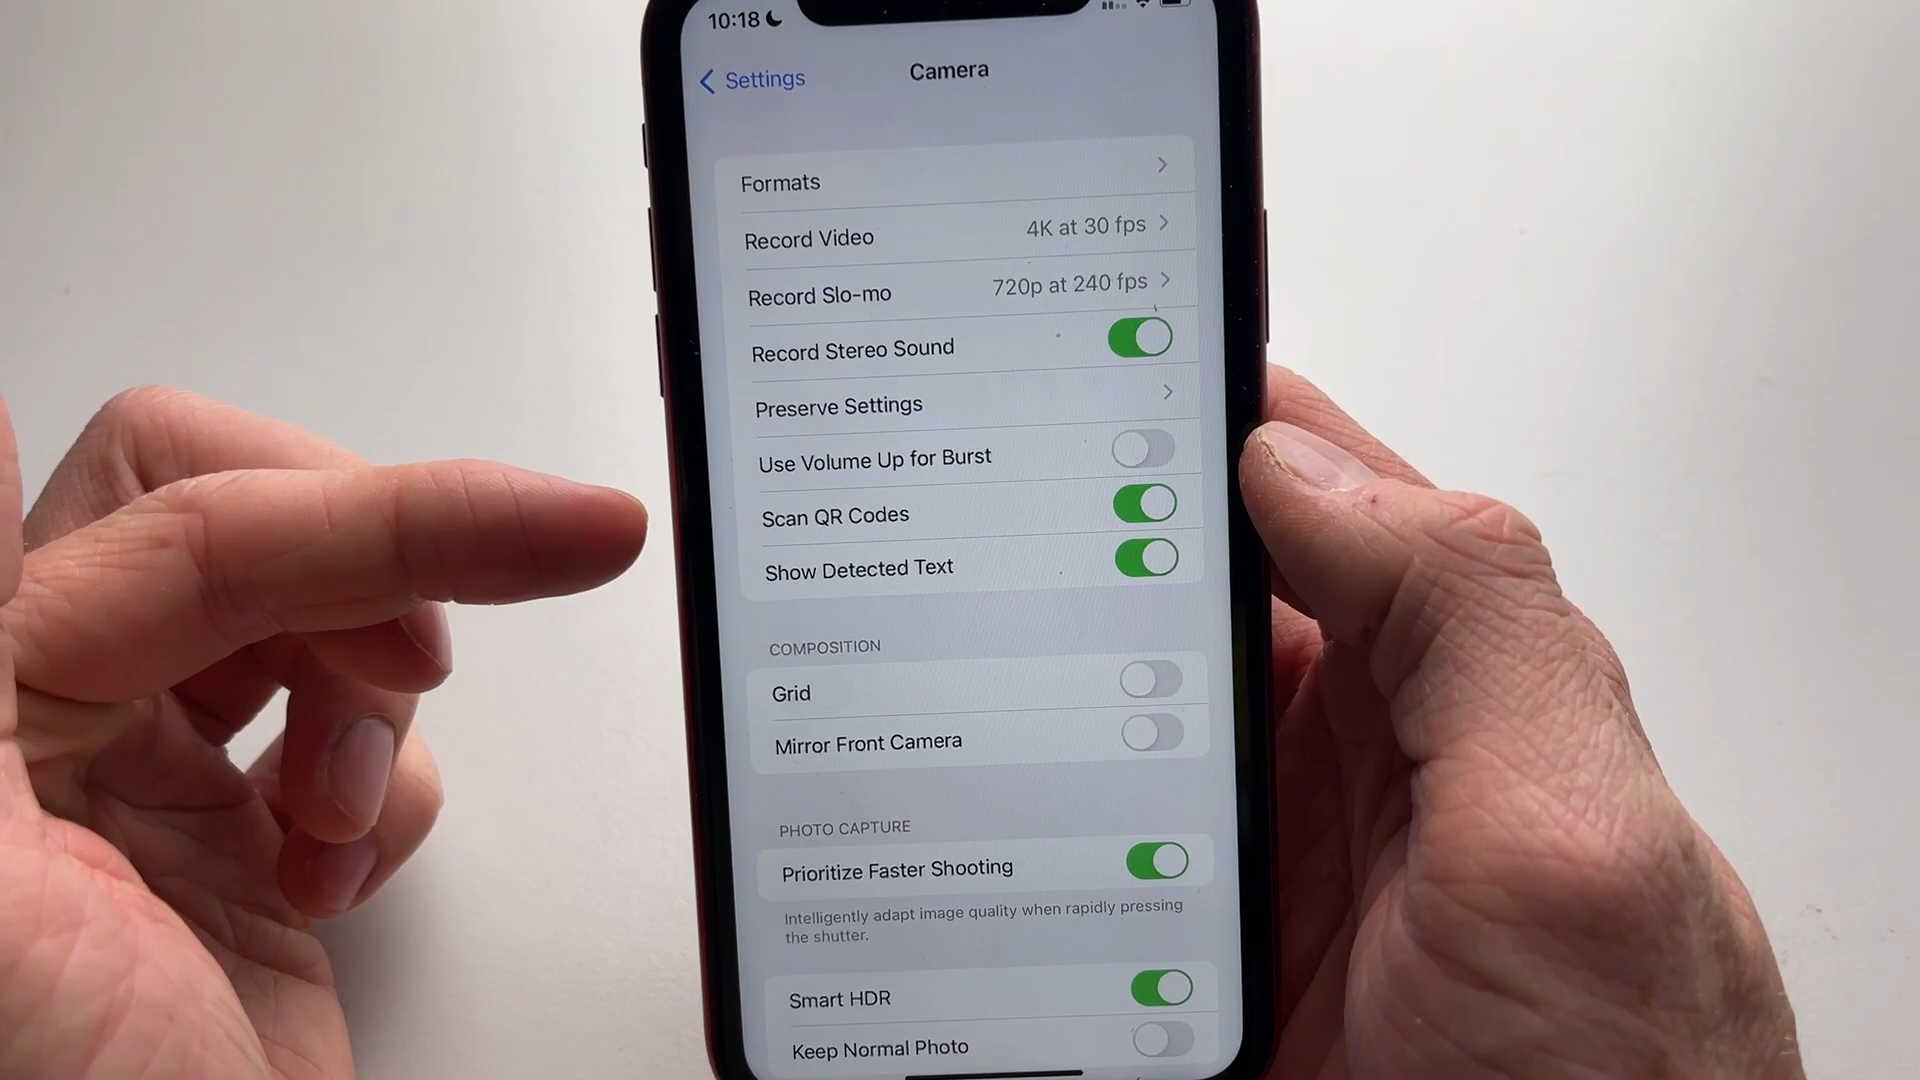 10:18
Settings
Camera
Formats
Record Video 4K at 30 fps
Record Slo-mo 720p at 240 fps
Record Stereo Sound
Preserve Settings
Use Volume Up for Burst
Scan QR Codes
Show Detected Text
COMPOSITION
Grid
Mirror Front Camera
PHOTO CAPTURE
Prioritize Faster Shooting
Intelligently adapt image quality when rapidly pressing
the shutter.
Smart HDR
Keep Normal Photo